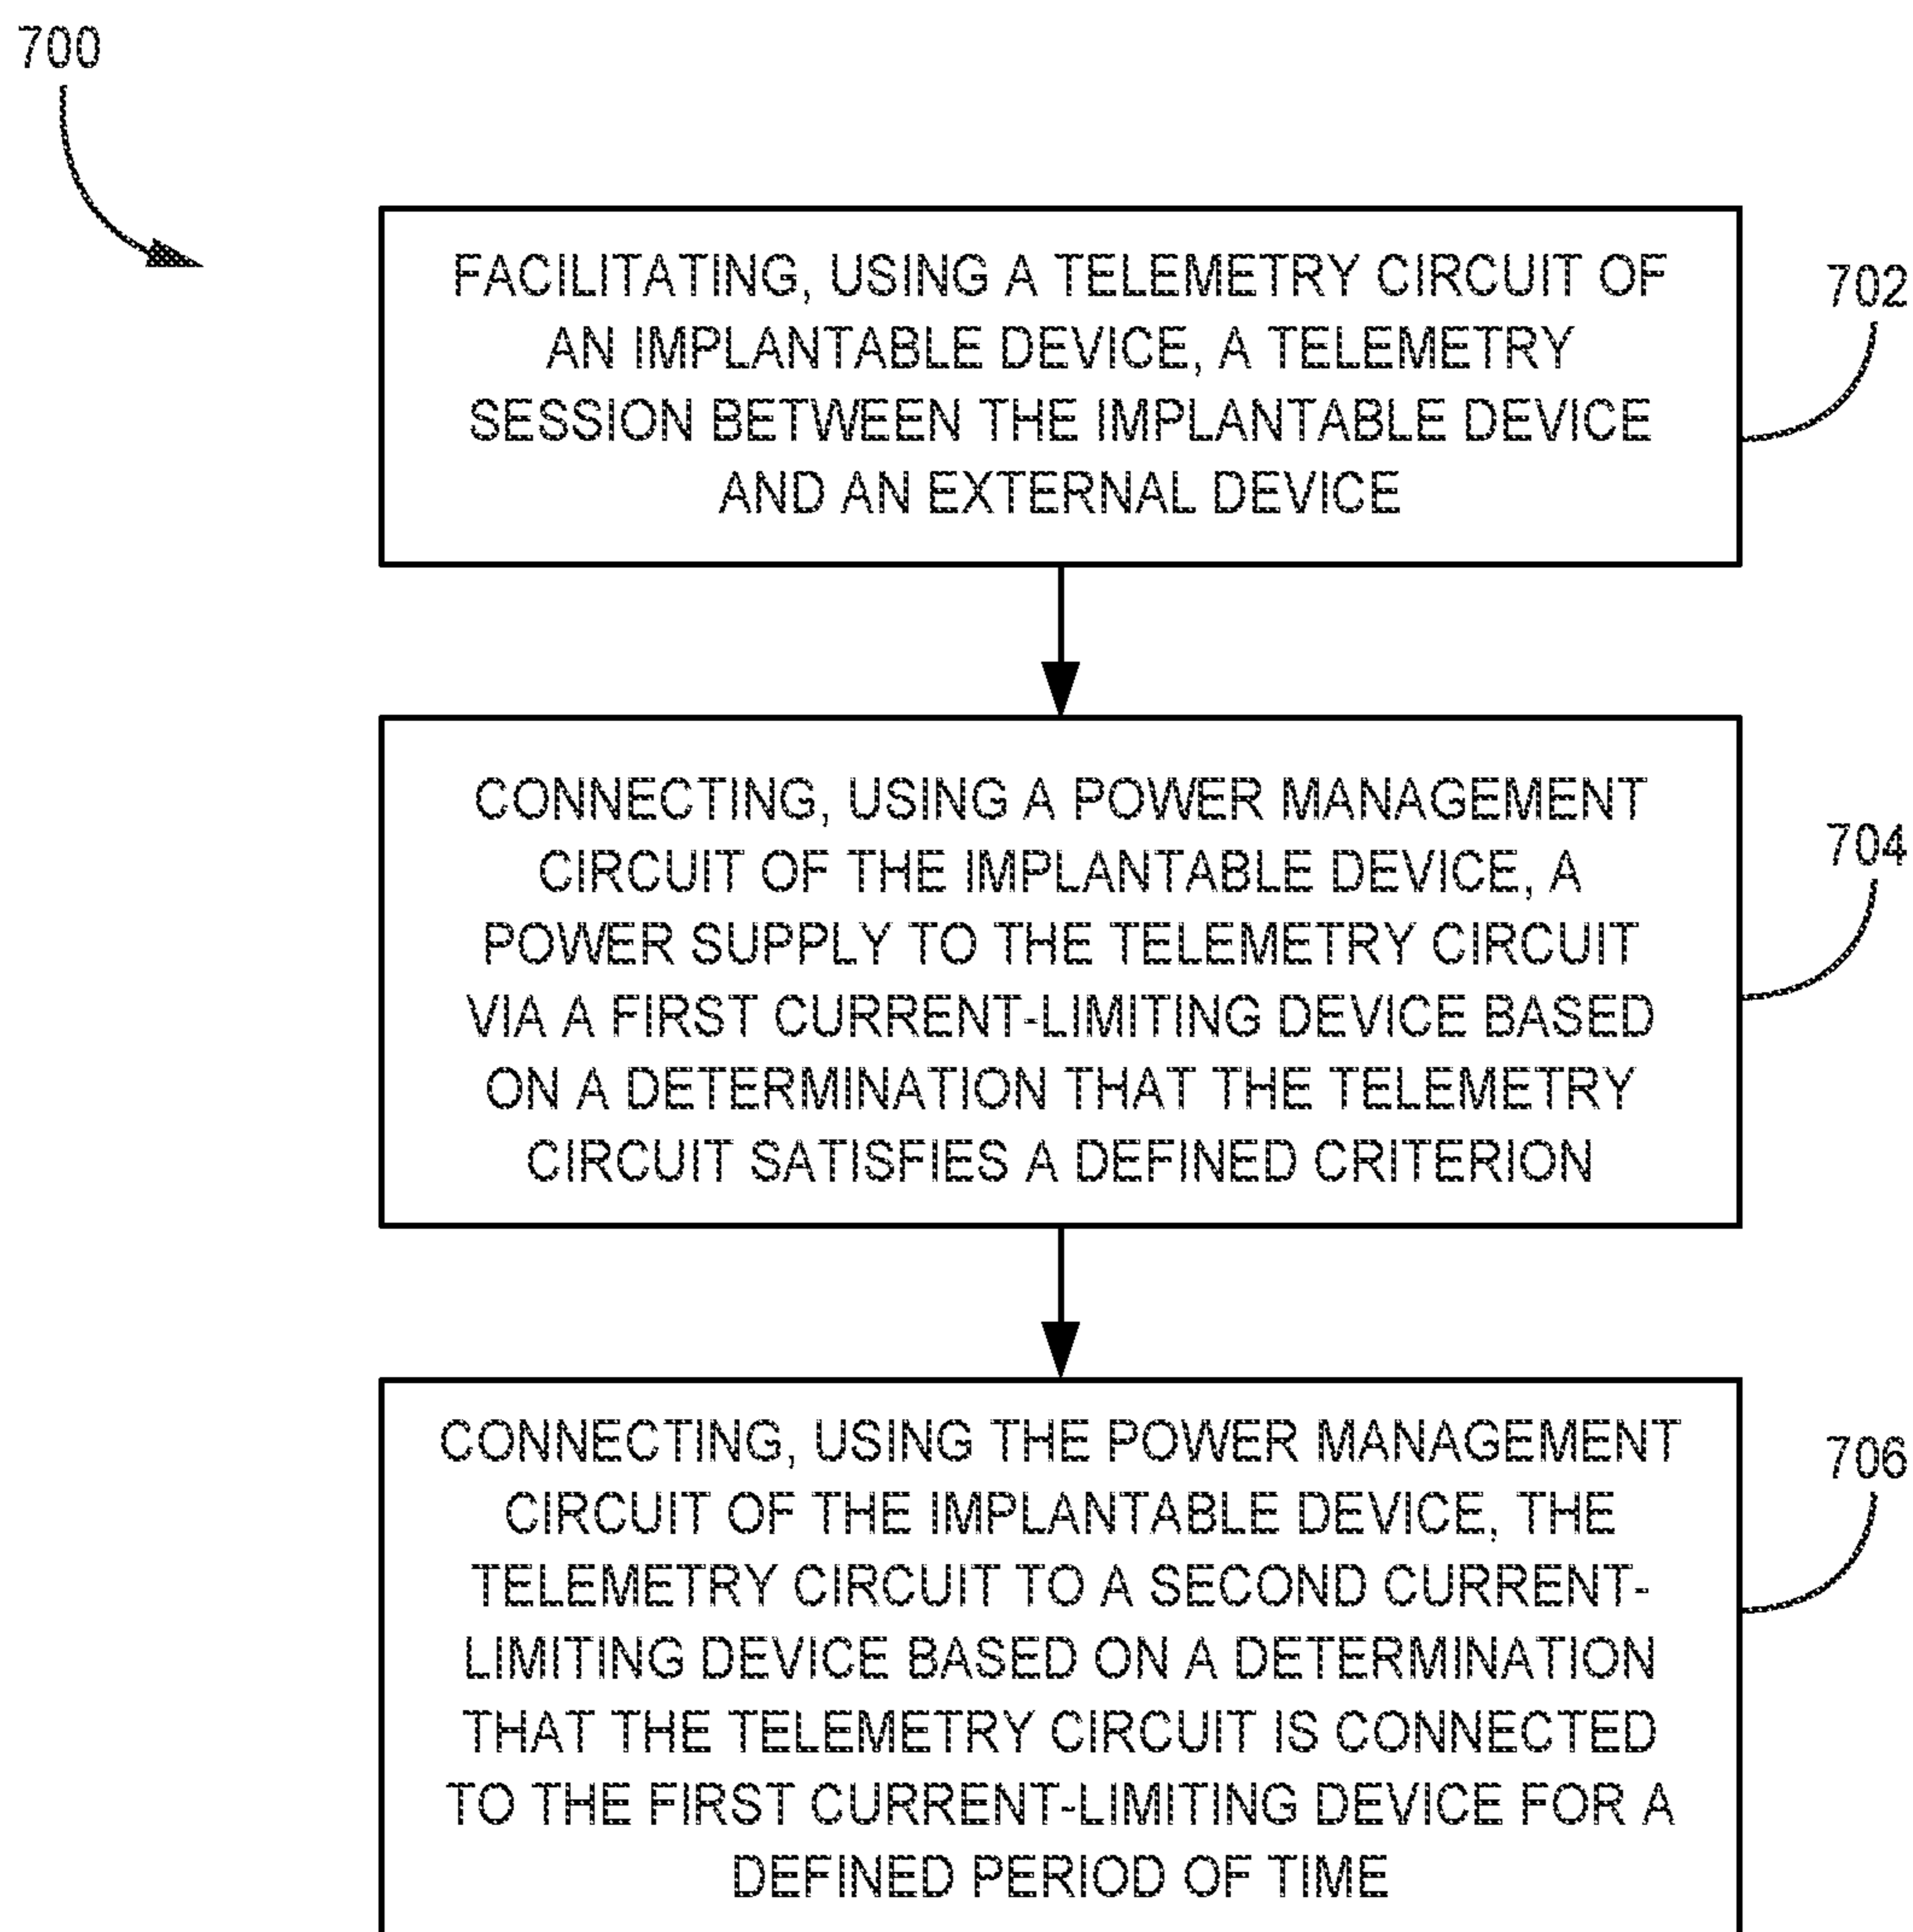 700
FACILITATING, USING A TELEMETRY CIRCUIT OF
AN IMPLANTABLE DEVICE, A TELEMETRY
SESSION BETWEEN THE IMPLANTABLE DEVICE
AND AN EXTERNAL DEVICE
702
CONNECTING, USING A POWER MANAGEMENT
CIRCUIT OF THE IMPLANTABLE DEVICE, A
POWER SUPPLY TO THE TELEMETRY CIRCUIT
VIA A FIRST CURRENT-LIMITING DEVICE BASED
ON A DETERMINATION THAT THE TELEMETRY
CIRCUIT SATISFIES A DEFINED CRITERION
704
CONNECTING, USING THE POWER MANAGEMENT
CIRCUIT OF THE IMPLANTABLE DEVICE, THE
TELEMETRY CIRCUIT TO A SECOND CURRENT-
LIMITING DEVICE BASED ON A DETERMINATION
THAT THE TELEMETRY CIRCUIT IS CONNECTED
TO THE FIRST CURRENT-LIMITING DEVICE FOR A
DEFINED PERIOD OF TIME
706